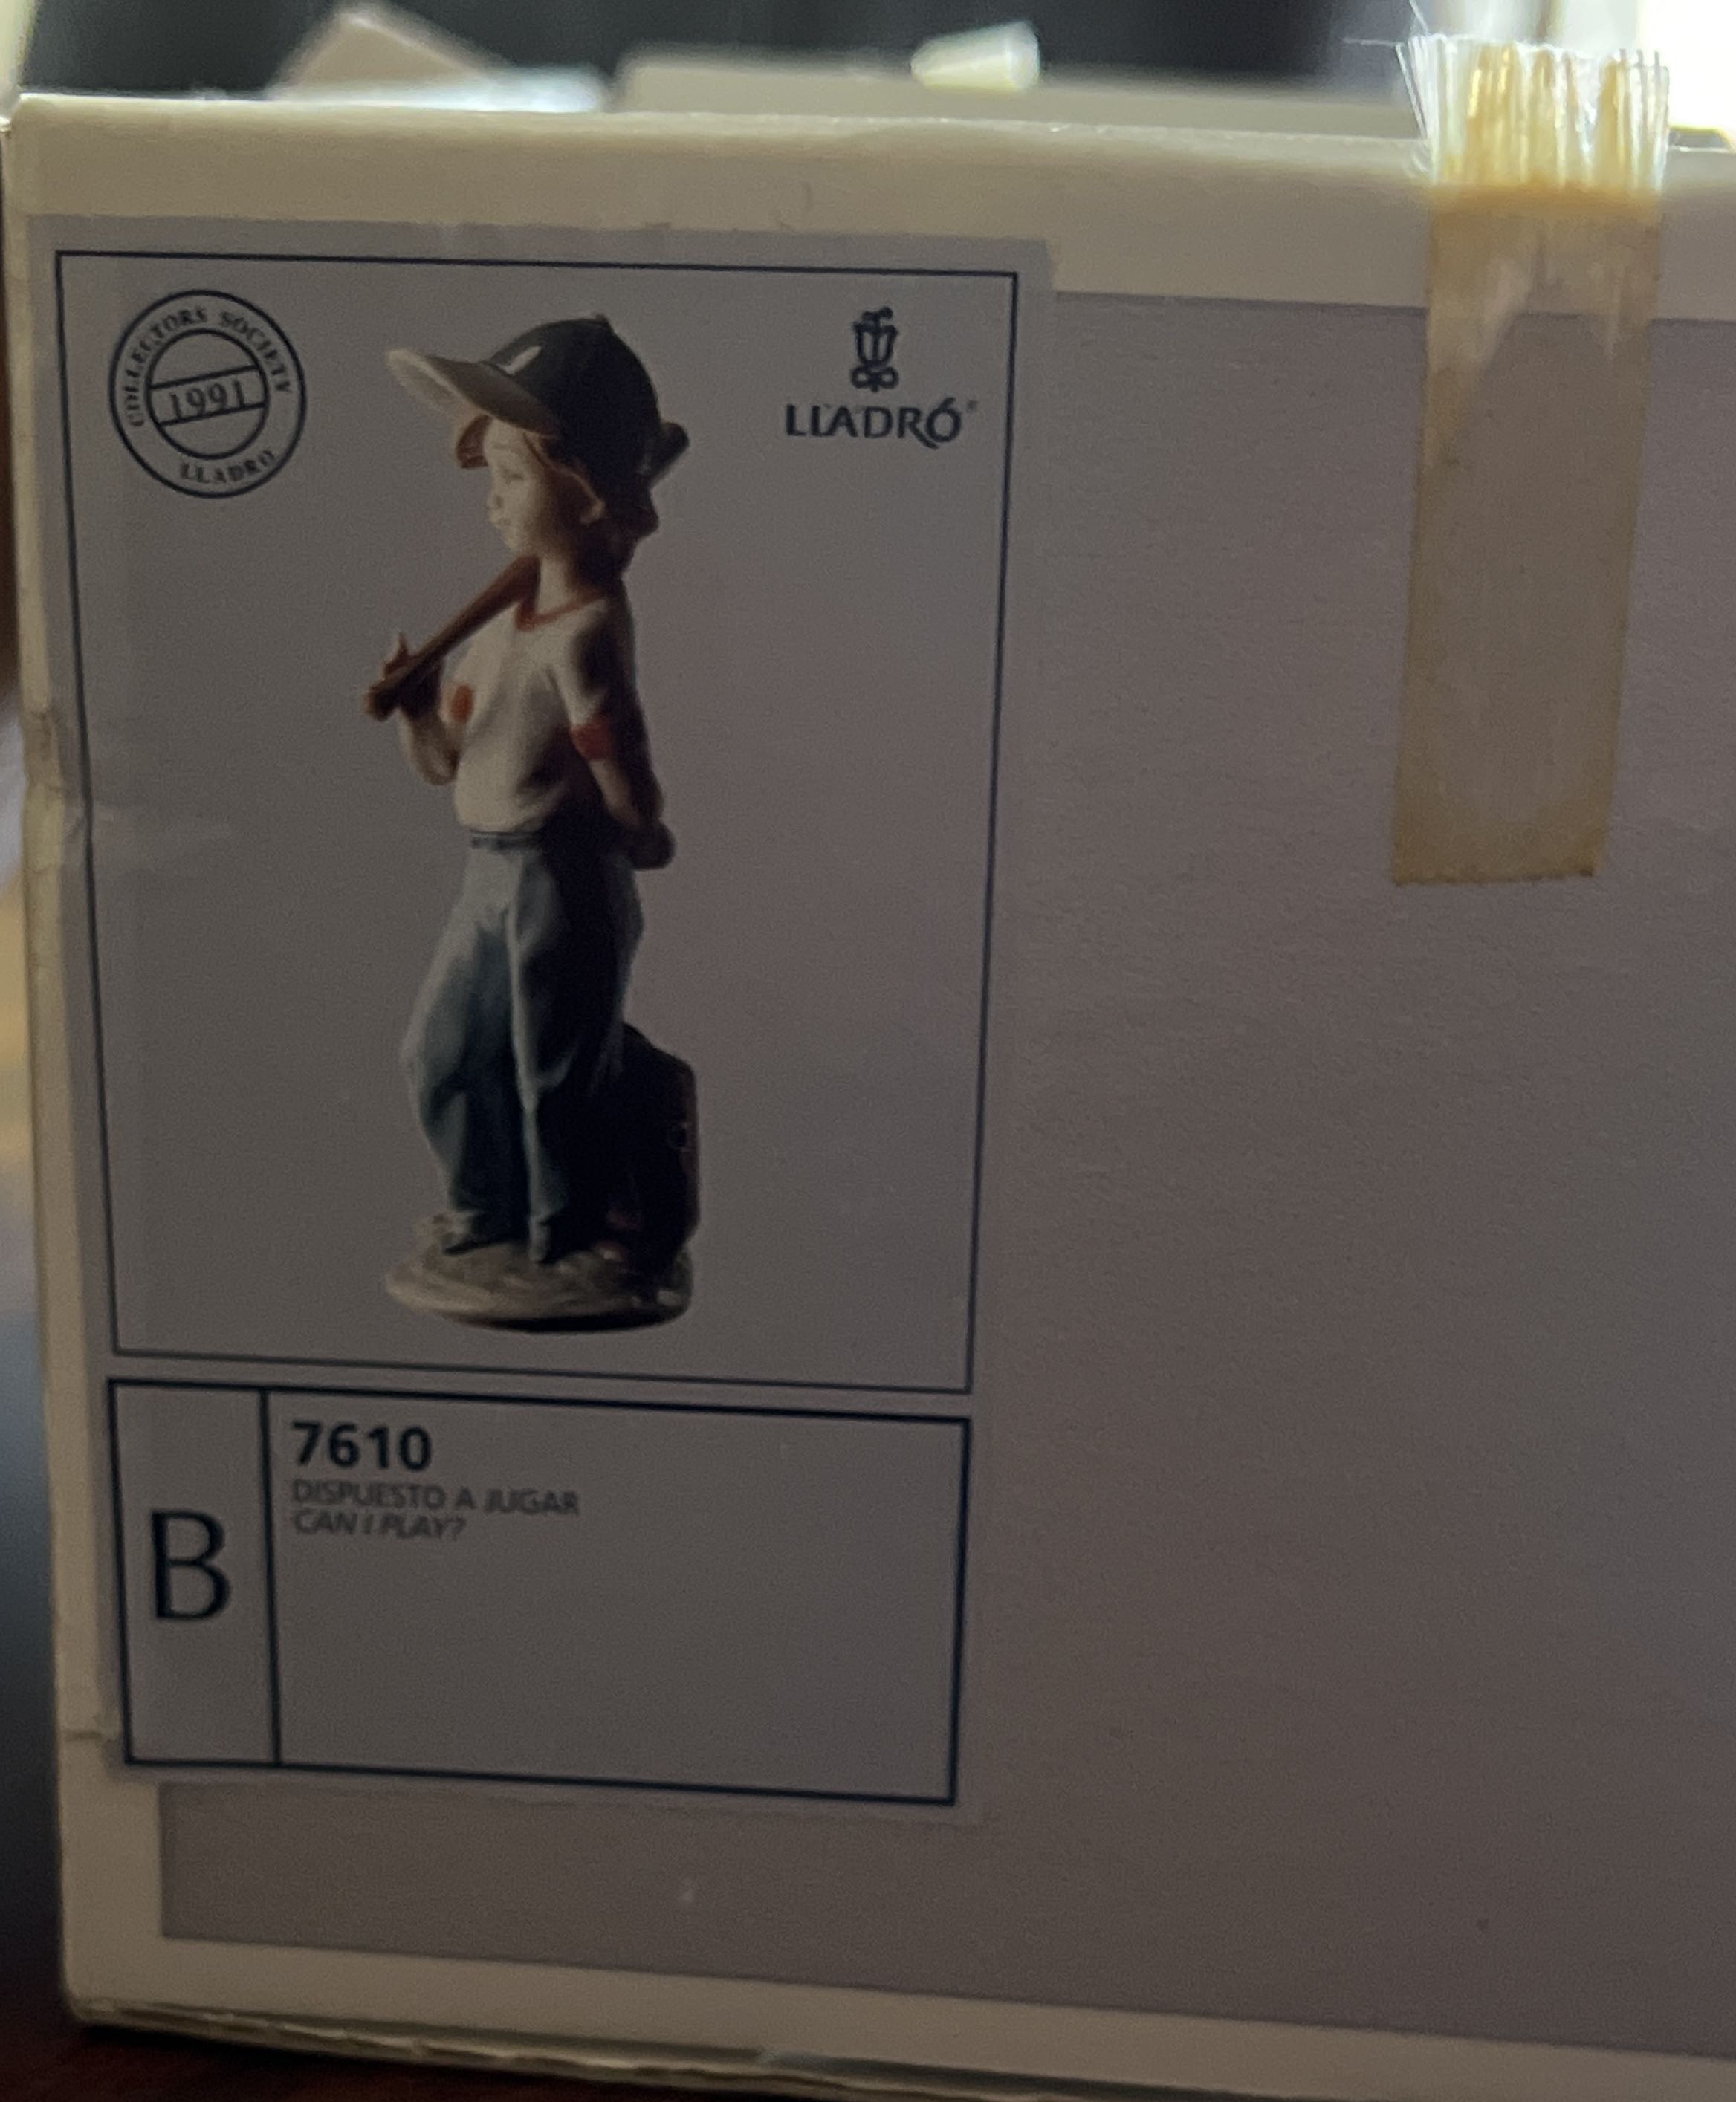 COLLECTORS SOCIETY
1991
LLADRO
LLADRÓ®
B
7610
DISPUESTO A JUGAR
CAN I PLAY?